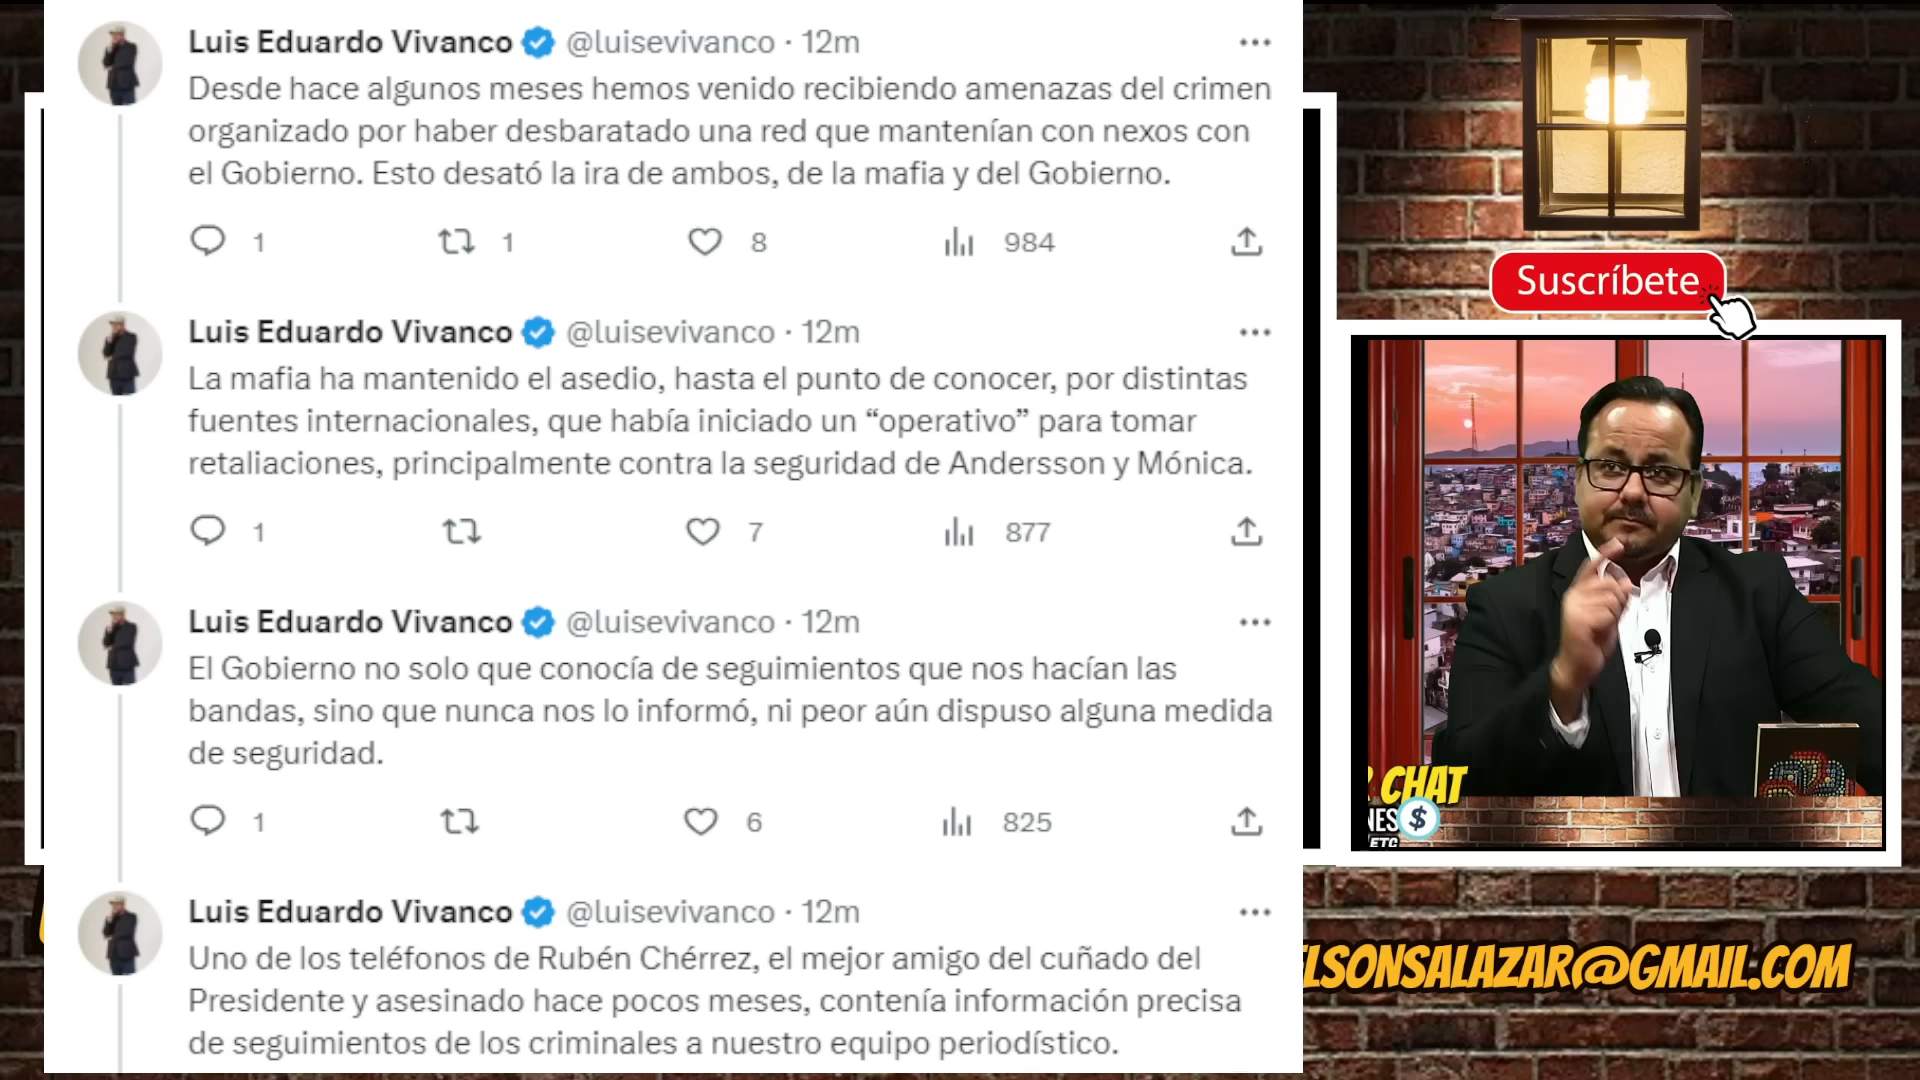 Luis Eduardo Vivanco @luisevivanco · 12m
Desde hace algunos meses hemos venido recibiendo amenazas del crimen
organizado por haber desbaratado una red que mantenían con nexos con
el Gobierno. Esto desató la ira de ambos, de la mafia y del Gobierno.
1 1 8 984
Luis Eduardo Vivanco @luisevivanco · 12m
La mafia ha mantenido el asedio, hasta el punto de conocer, por distintas
fuentes internacionales, que había iniciado un “operativo” para tomar
retaliaciones, principalmente contra la seguridad de Andersson y Mónica.
1 7 877
Luis Eduardo Vivanco @luisevivanco · 12m
El Gobierno no solo que conocía de seguimientos que nos hacían las
bandas, sino que nunca nos lo informó, ni peor aún dispuso alguna medida
de seguridad.
1 6 825
Luis Eduardo Vivanco @luisevivanco · 12m
Uno de los teléfonos de Rubén Chérrez, el mejor amigo del cuñado del
Presidente y asesinado hace pocos meses, contenía información precisa
de seguimientos de los criminales a nuestro equipo periodístico.
Suscríbete
CHAT
NES $
ETC
ELSONSALAZAR@GMAIL.COM